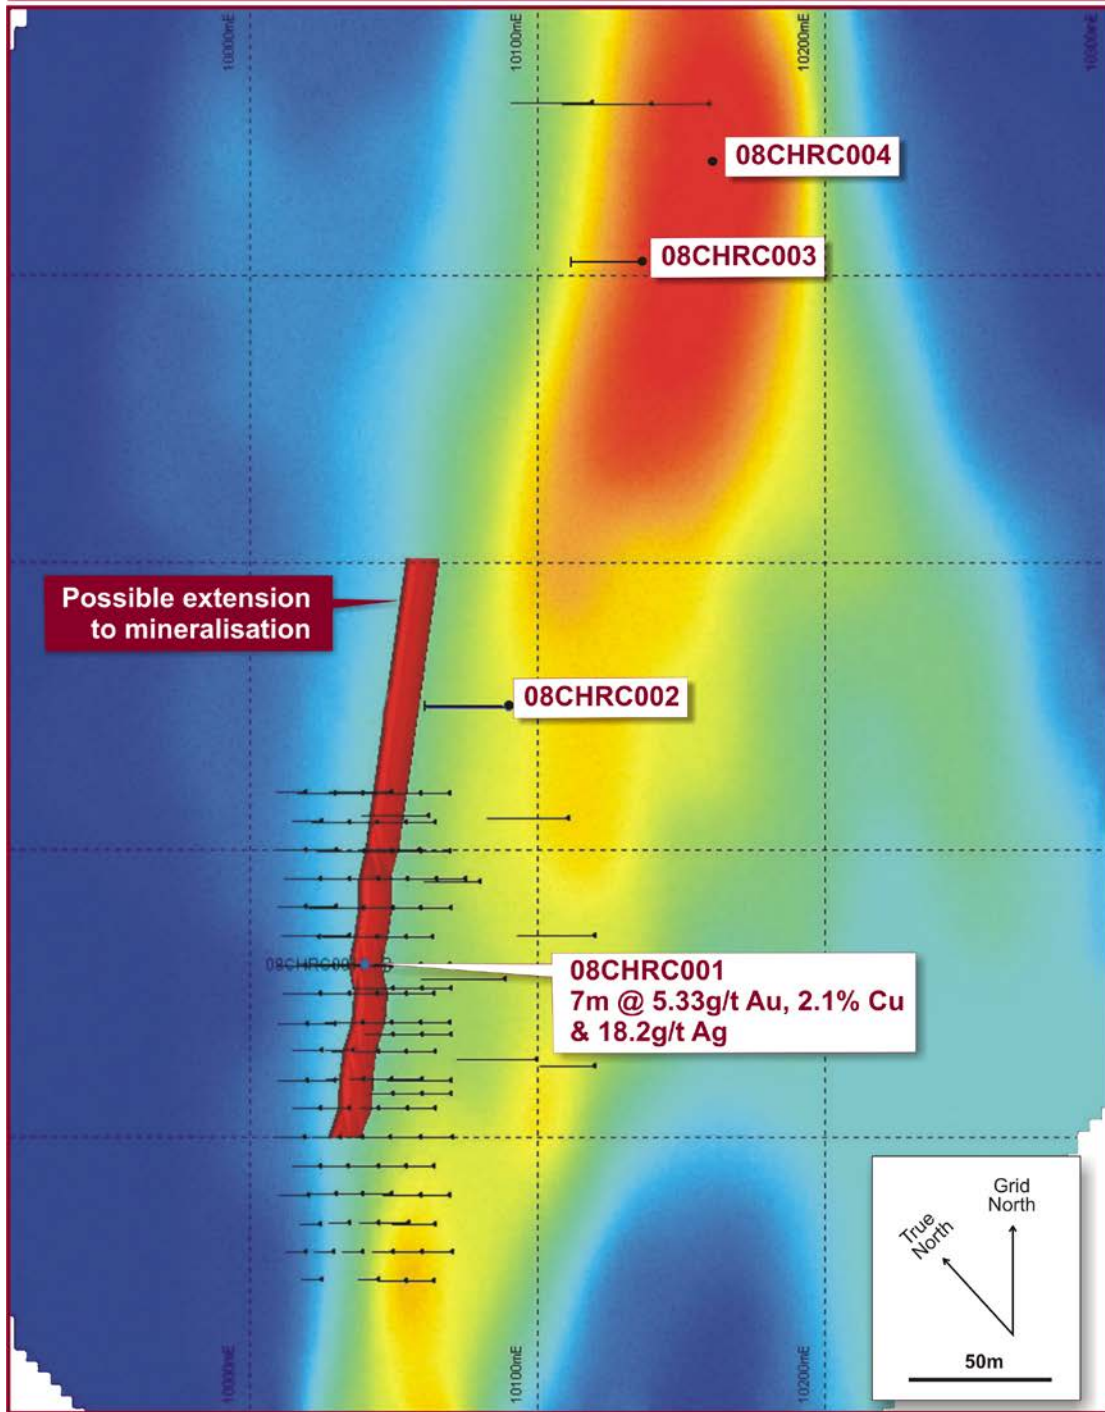 10000mE
10100mE
10200mE
08CHRC004
08CHRC003
Possible extension
to mineralisation
08CHRC002
08CHRC001
7m @ 5.33g/t Au, 2.1% Cu
& 18.2g/t Ag
Grid
North
True
North
50m
10000mE
10100mE
10200mE